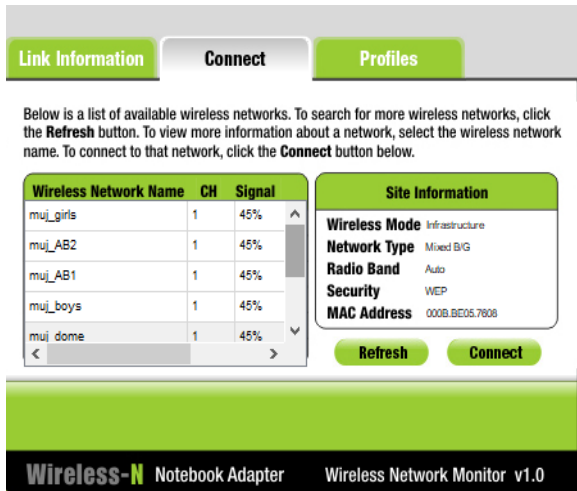 Link Information
Connect
Profiles
Below is a list of available wireless networks. To search for more wireless networks, click
the Refresh button. To view more information about a network, select the wireless network
name. To connect to that network, click the Connect button below.
Wireless Network Name CH Signal
muj_girls 1 45%
muj_AB2 1 45%
muj_AB1 1 45%
muj_boys 1 45%
muj_dome 1 45%
Site Information
Wireless Mode Infrastructure
Network Type Mixed B/G
Radio Band Auto
Security WEP
MAC Address 000B.BE05.7608
Refresh
Connect
Wireless-N Notebook Adapter Wireless Network Monitor v1.0